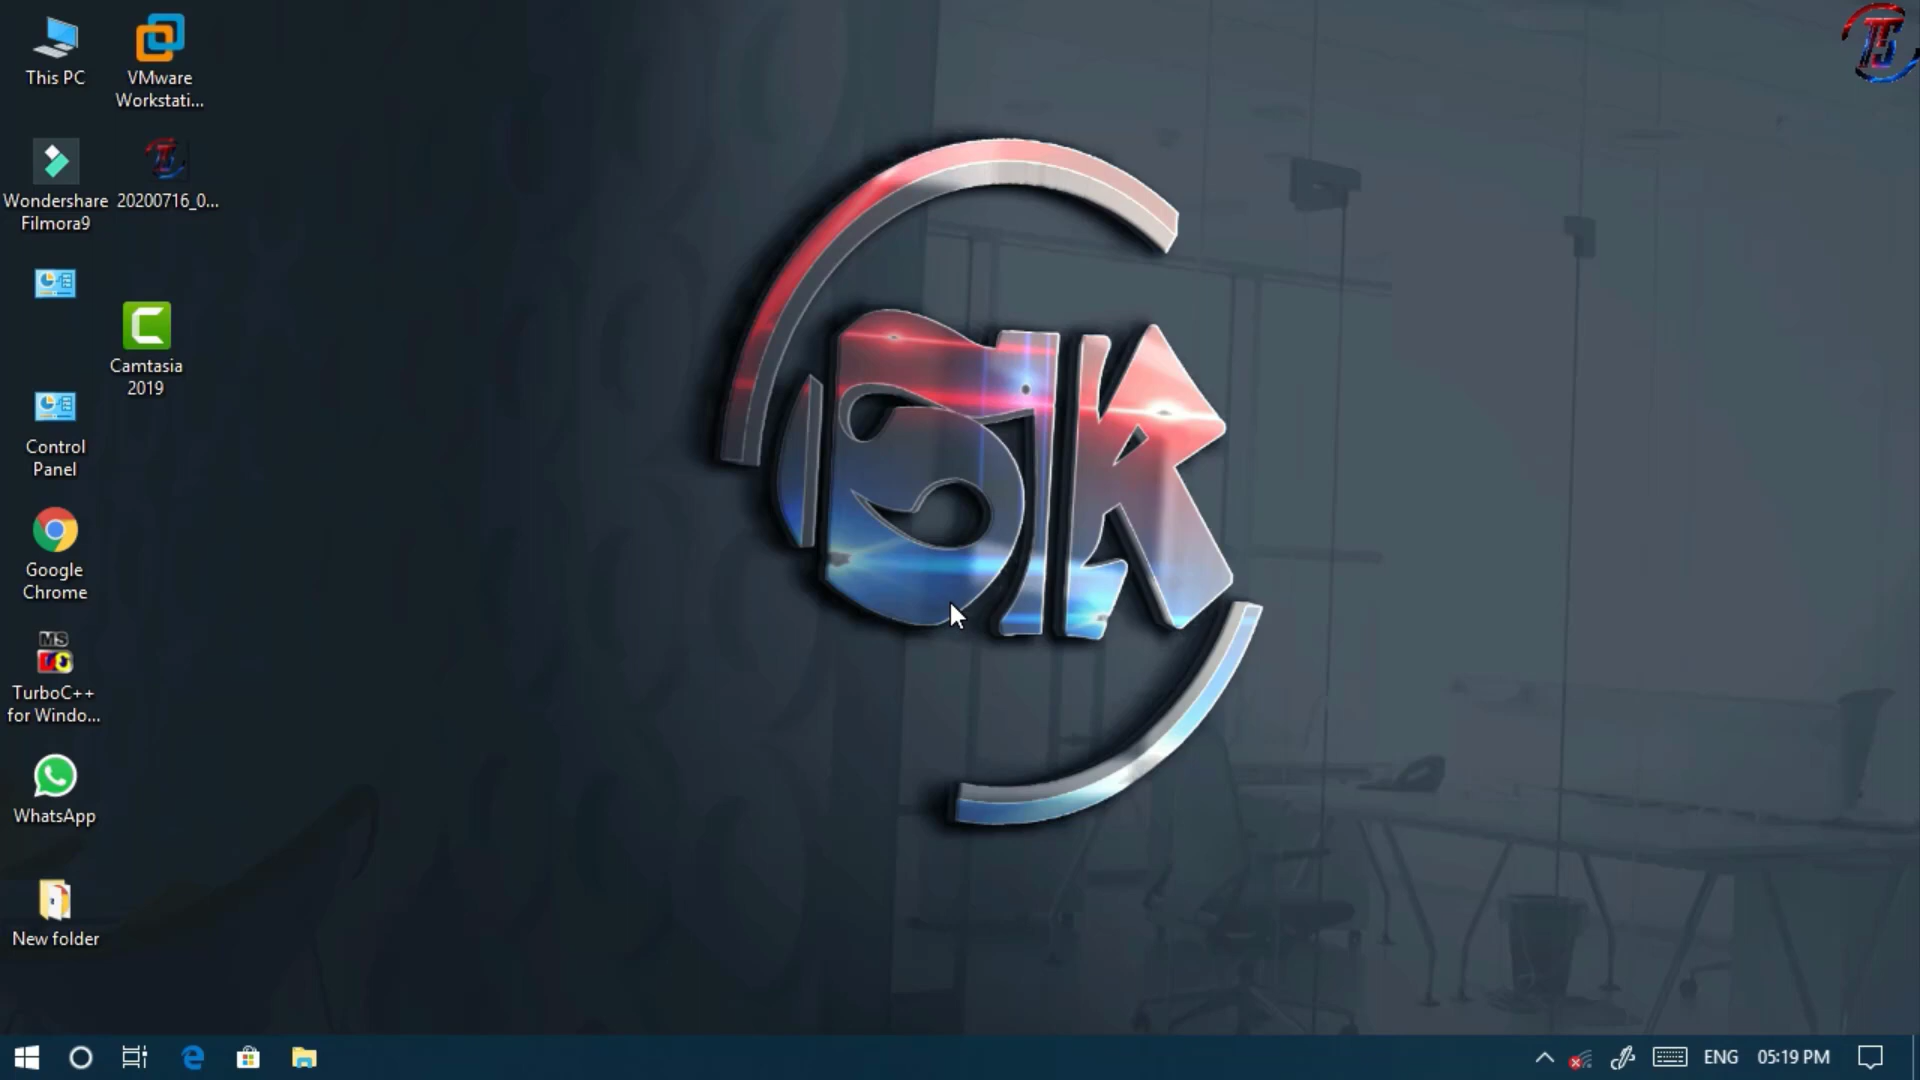 This PC
VMware
Workstati...
Wondershare
Filmora9
20200716_0...
Camtasia
2019
Control
Panel
Google
Chrome
MS
TurboC++
for Windo...
WhatsApp
New folder
ENG
05:19 PM